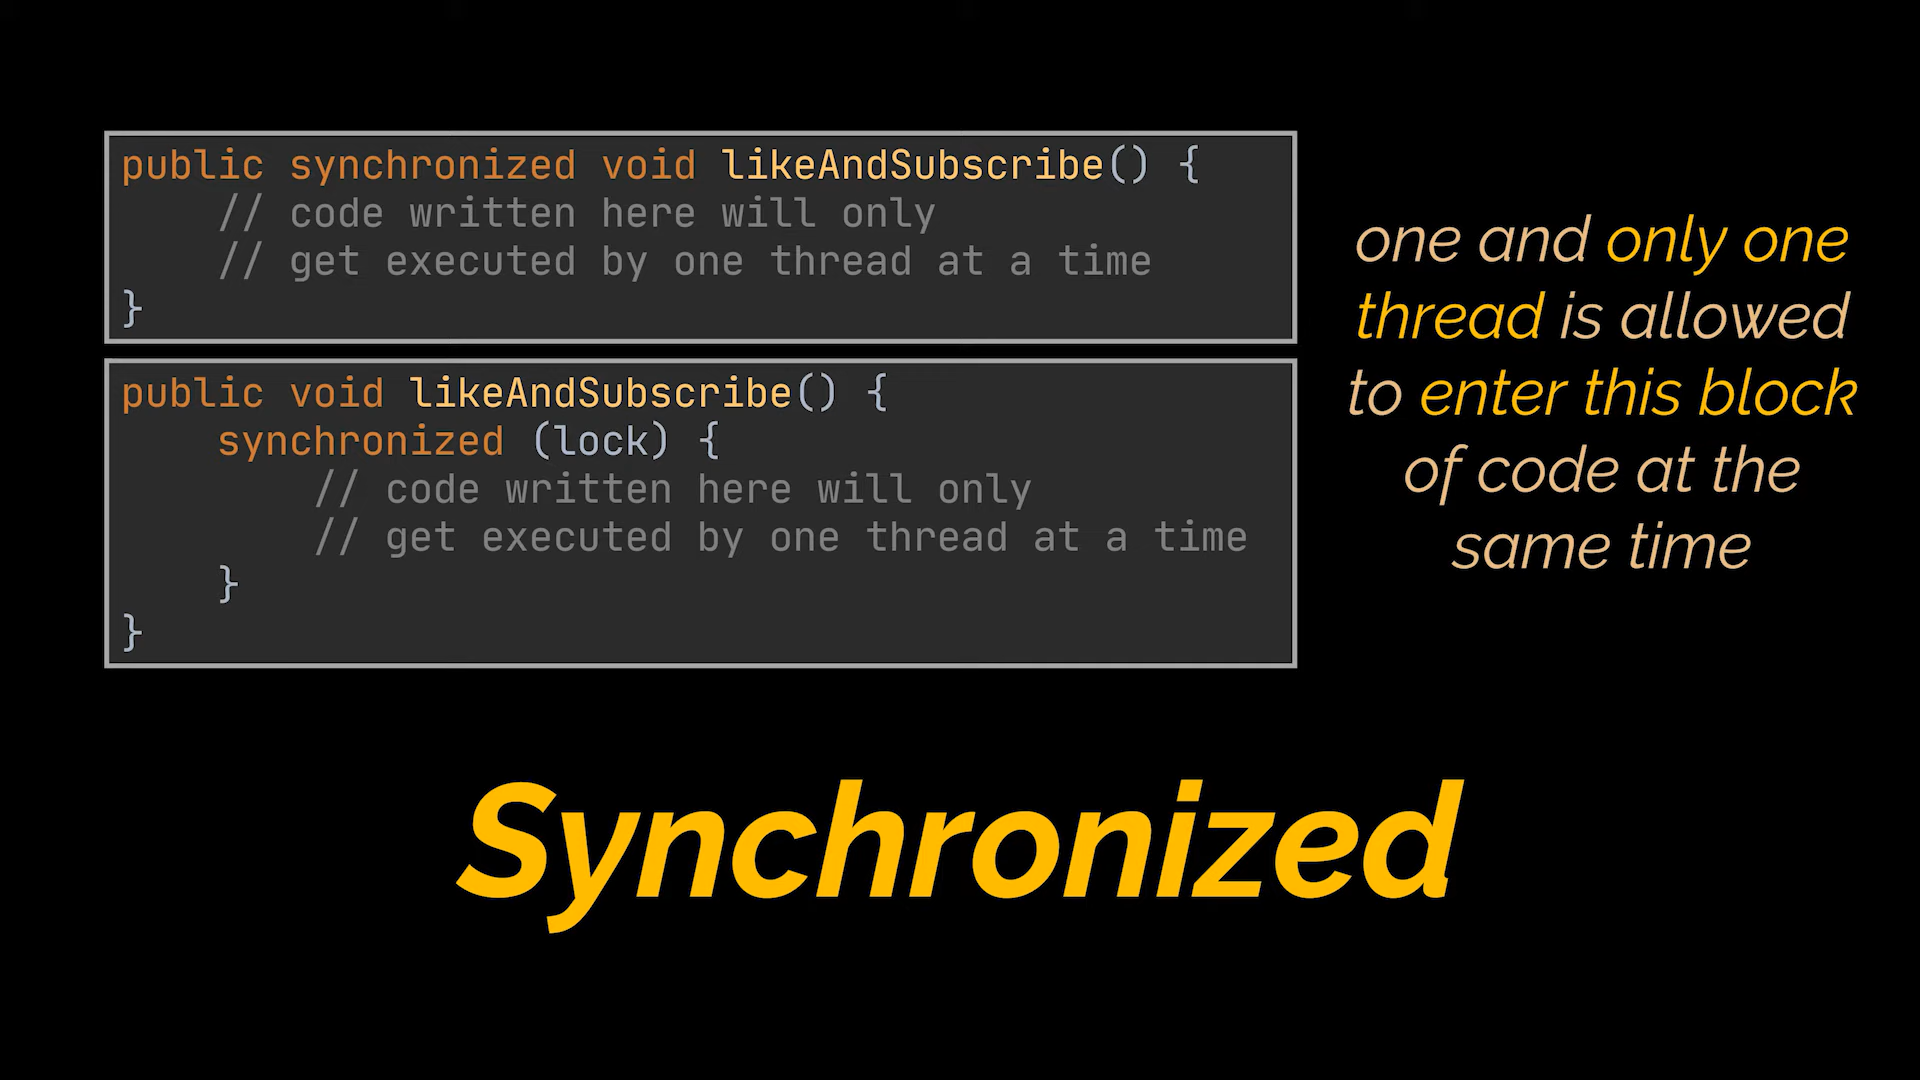 public synchronized void likeAndSubscribe() {
    // code written here will only
    // get executed by one thread at a time
}
public void likeAndSubscribe() {
    synchronized (lock) {
        // code written here will only
        // get executed by one thread at a time
    }
}
one and only one
thread is allowed
to enter this block
of code at the
same time
Synchronized